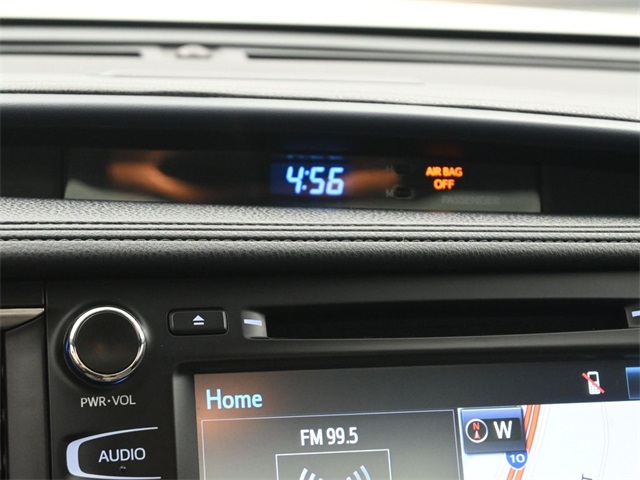 4:56
AIR BAG
OFF
PWR•VOL
AUDIO
Home
FM 99.5
N
W
10